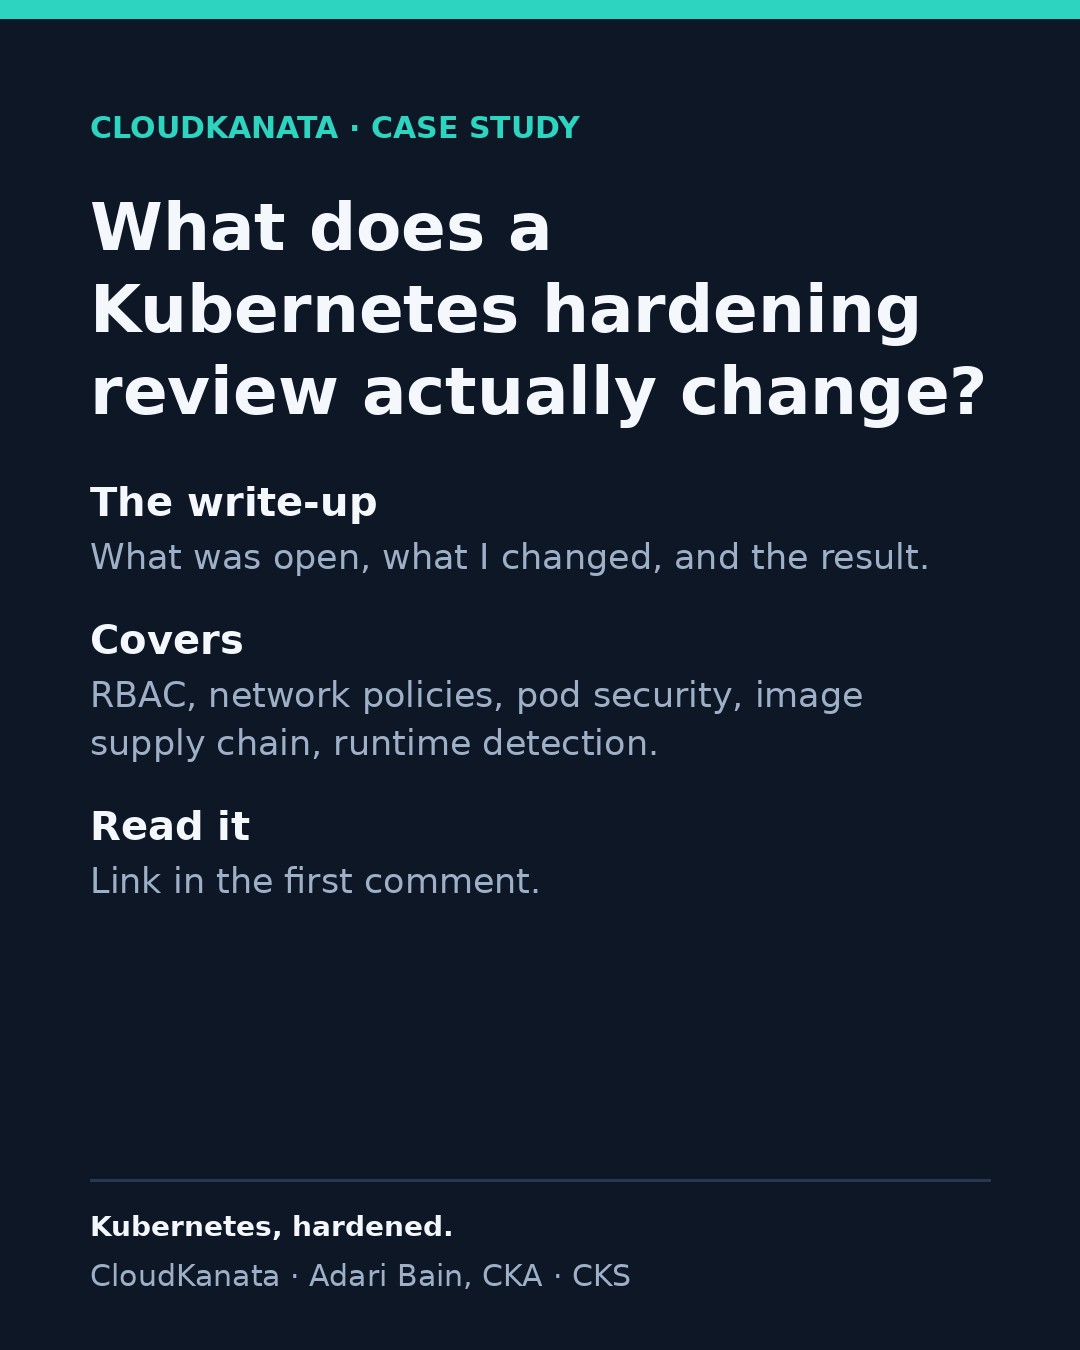 CLOUDKANATA · CASE STUDY
What does a
Kubernetes hardening
review actually change?
The write-up
What was open, what I changed, and the result.
Covers
RBAC, network policies, pod security, image
supply chain, runtime detection.
Read it
Link in the first comment.
Kubernetes, hardened.
CloudKanata · Adari Bain, CKA · CKS